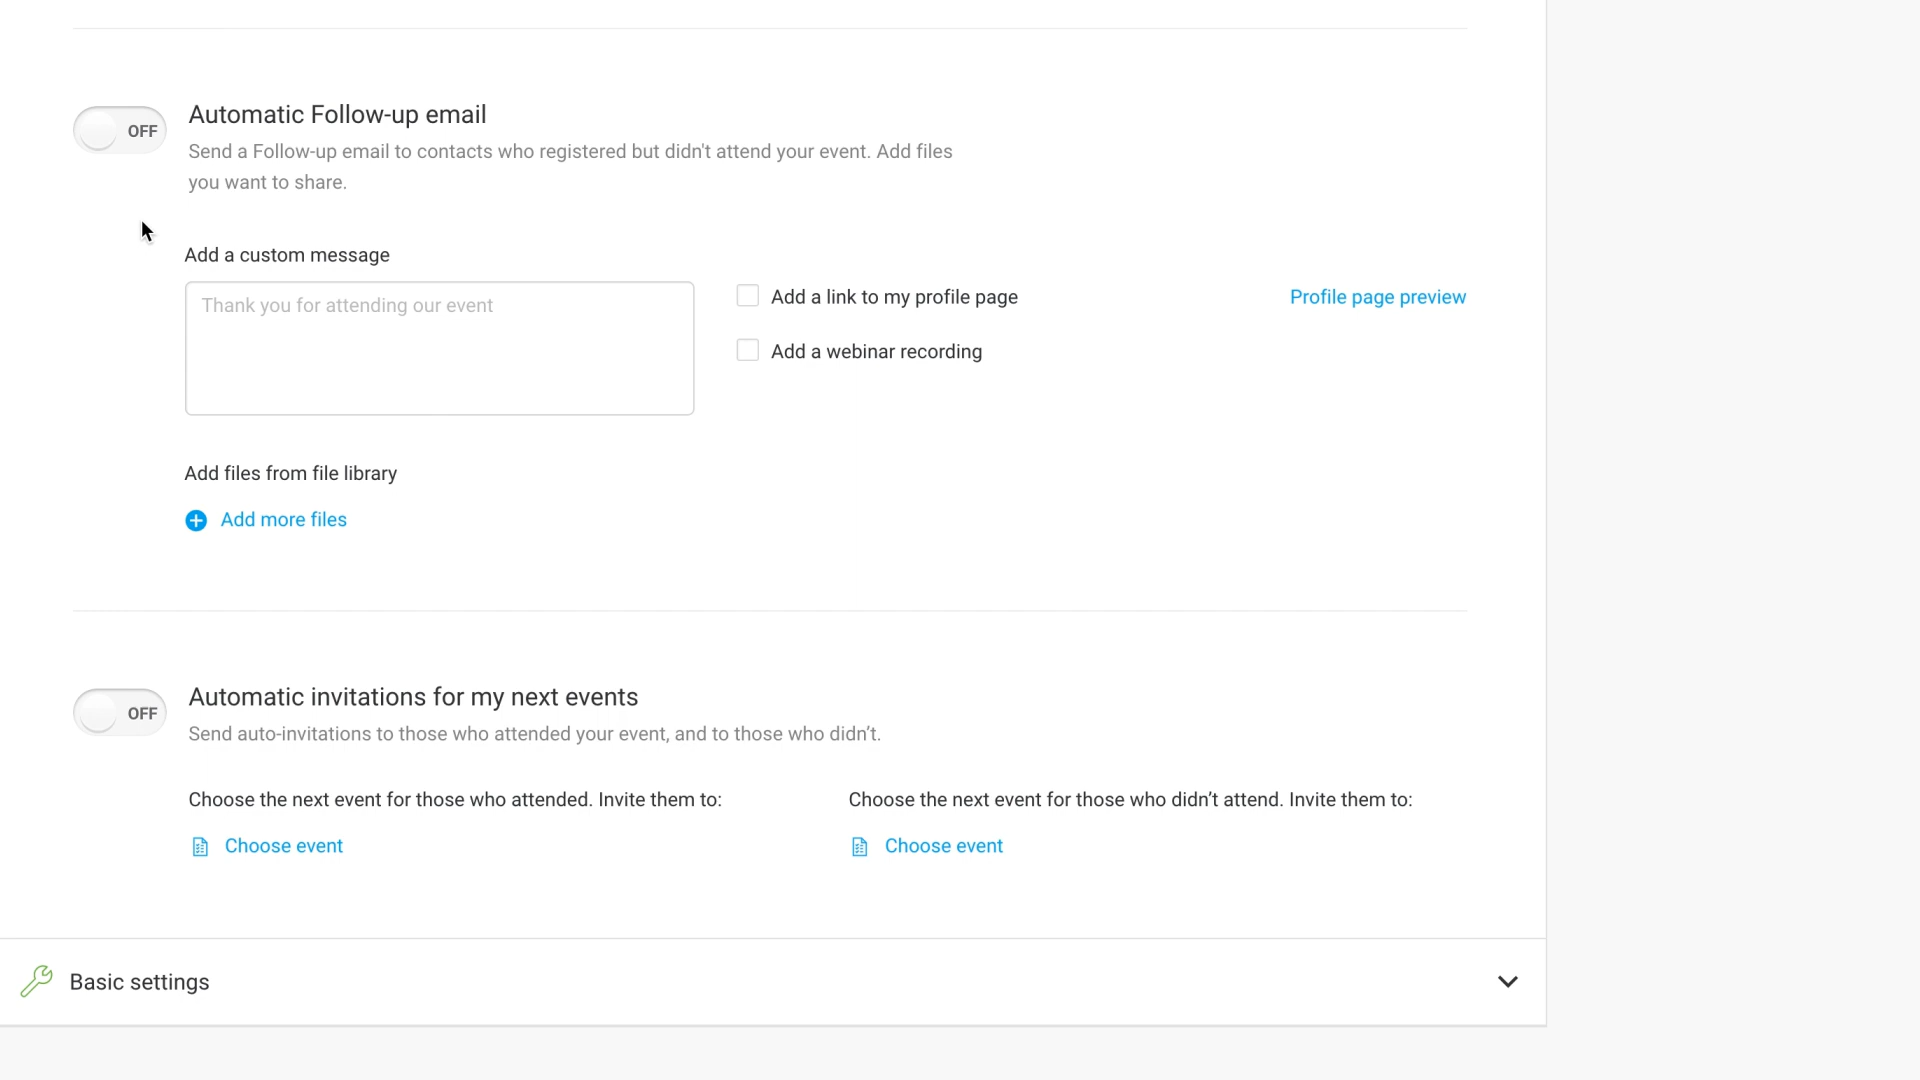 OFF
Automatic Follow-up email
Send a Follow-up email to contacts who registered but didn't attend your event. Add files
you want to share.
Add a custom message
Thank you for attending our event
Add a link to my profile page
Profile page preview
Add a webinar recording
Add files from file library
Add more files
OFF
Automatic invitations for my next events
Send auto-invitations to those who attended your event, and to those who didn’t.
Choose the next event for those who attended. Invite them to:
Choose the next event for those who didn’t attend. Invite them to:
Choose event
Choose event
Basic settings